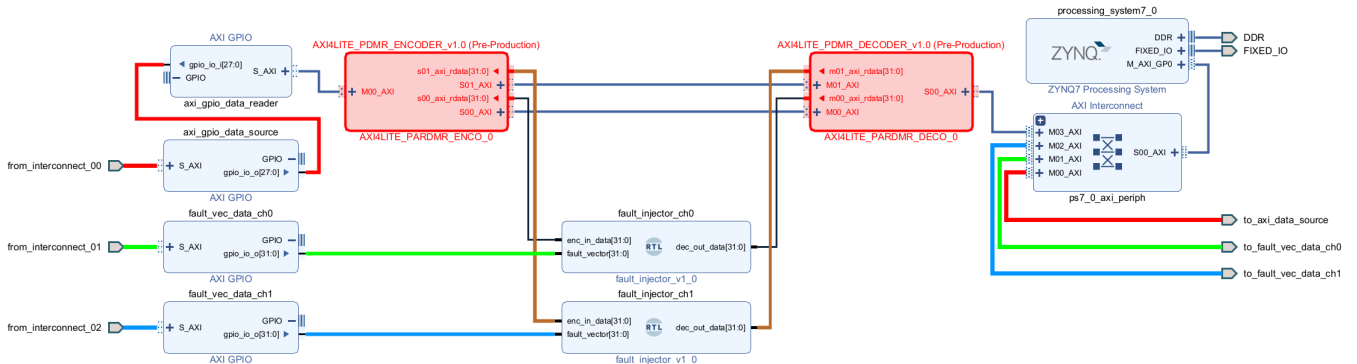 AXI GPIO
gpio_io_i[27:0]
GPIO
S_AXI
axi_gpio_data_reader
axi_gpio_data_source
from_interconnect_00
S_AXI
GPIO
gpio_io_o[27:0]
AXI GPIO
fault_vec_data_ch0
from_interconnect_01
S_AXI
GPIO
gpio_io_o[31:0]
AXI GPIO
fault_vec_data_ch1
from_interconnect_02
S_AXI
GPIO
gpio_io_o[31:0]
AXI GPIO
AXI4LITE_PDMR_ENCODER_v1.0 (Pre-Production)
M00_AXI
s01_axi_rdata[31:0]
S01_AXI
s00_axi_rdata[31:0]
S00_AXI
AXI4LITE_PARDMR_ENCO_0
fault_injector_ch0
enc_in_data[31:0]
fault_vector[31:0]
RTL
dec_out_data[31:0]
fault_injector_v1_0
fault_injector_ch1
enc_in_data[31:0]
fault_vector[31:0]
RTL
dec_out_data[31:0]
fault_injector_v1_0
AXI4LITE_PDMR_DECODER_v1.0 (Pre-Production)
m01_axi_rdata[31:0]
M01_AXI
m00_axi_rdata[31:0]
M00_AXI
S00_AXI
AXI4LITE_PARDMR_DECO_0
processing_system7_0
ZYNQ
DDR
FIXED_IO
M_AXI_GP0
ZYNQ7 Processing System
DDR
FIXED_IO
AXI Interconnect
M03_AXI
M02_AXI
M01_AXI
M00_AXI
S00_AXI
ps7_0_axi_periph
to_axi_data_source
to_fault_vec_data_ch0
to_fault_vec_data_ch1